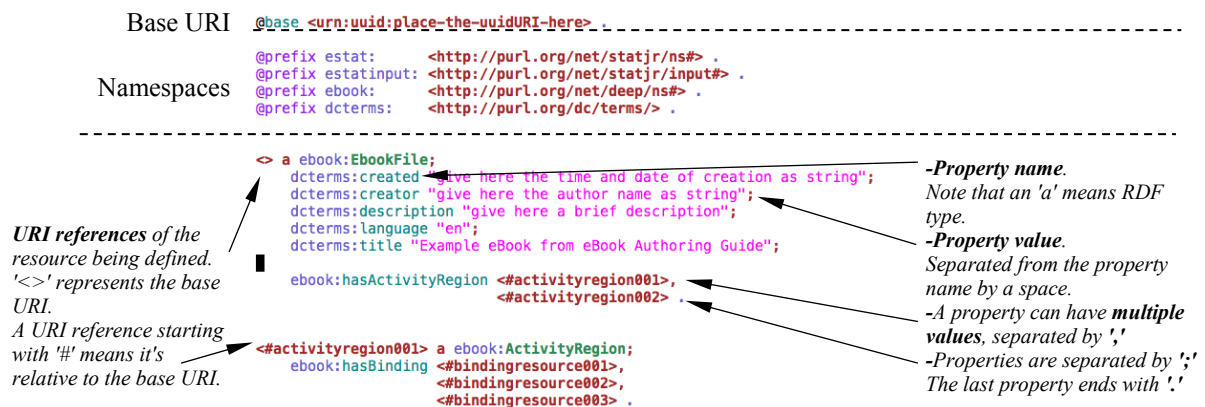 Base URI
@base <urn:uuid:place-the-uuidURI-here> .
Namespaces
@prefix estat: <http://purl.org/net/statjr/ns#> .
@prefix estatinput: <http://purl.org/net/statjr/input#> .
@prefix ebook: <http://purl.org/net/deep/ns#> .
@prefix dcterms: <http://purl.org/dc/terms/> .
<> a ebook:EbookFile;
dcterms:created "give here the time and date of creation as string";
dcterms:creator "give here the author name as string";
dcterms:description "give here a brief description";
dcterms:language "en";
dcterms:title "Example eBook from eBook Authoring Guide";
ebook:hasActivityRegion <#activityregion001>,
<#activityregion002> .
<#activityregion001> a ebook:ActivityRegion;
ebook:hasBinding <#bindingresource001>,
<#bindingresource002>,
<#bindingresource003> .
URI references of the
resource being defined.
'<>' represents the base
URI.
A URI reference starting
with '#' means it's
relative to the base URI.
-Property name.
Note that an 'a' means RDF
type.
-Property value.
Separated from the property
name by a space.
-A property can have multiple
values, separated by ','
-Properties are separated by ';'
The last property ends with '.'